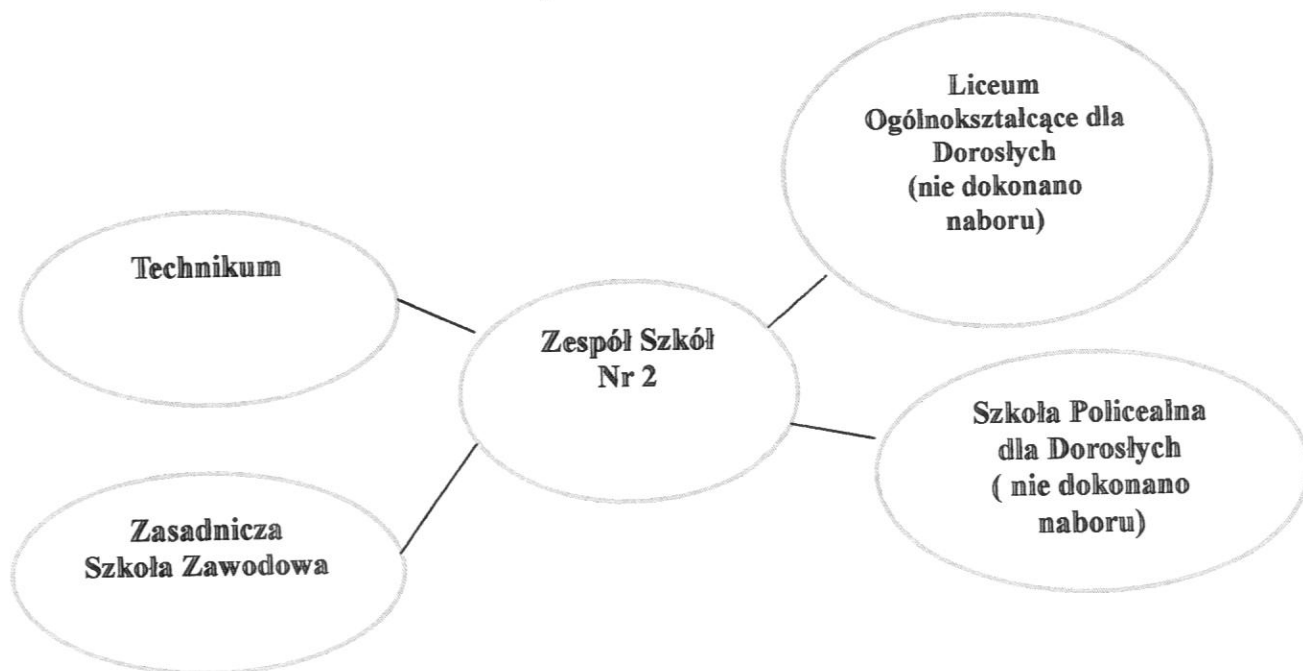 Liceum
Ogólnokształcące dla
Dorosłych
(nie dokonano
naboru)
Technikum
Zespół Szkół
Nr 2
Szkoła Policealna
dla Dorosłych
( nie dokonano
naboru)
Zasadnicza
Szkoła Zawodowa